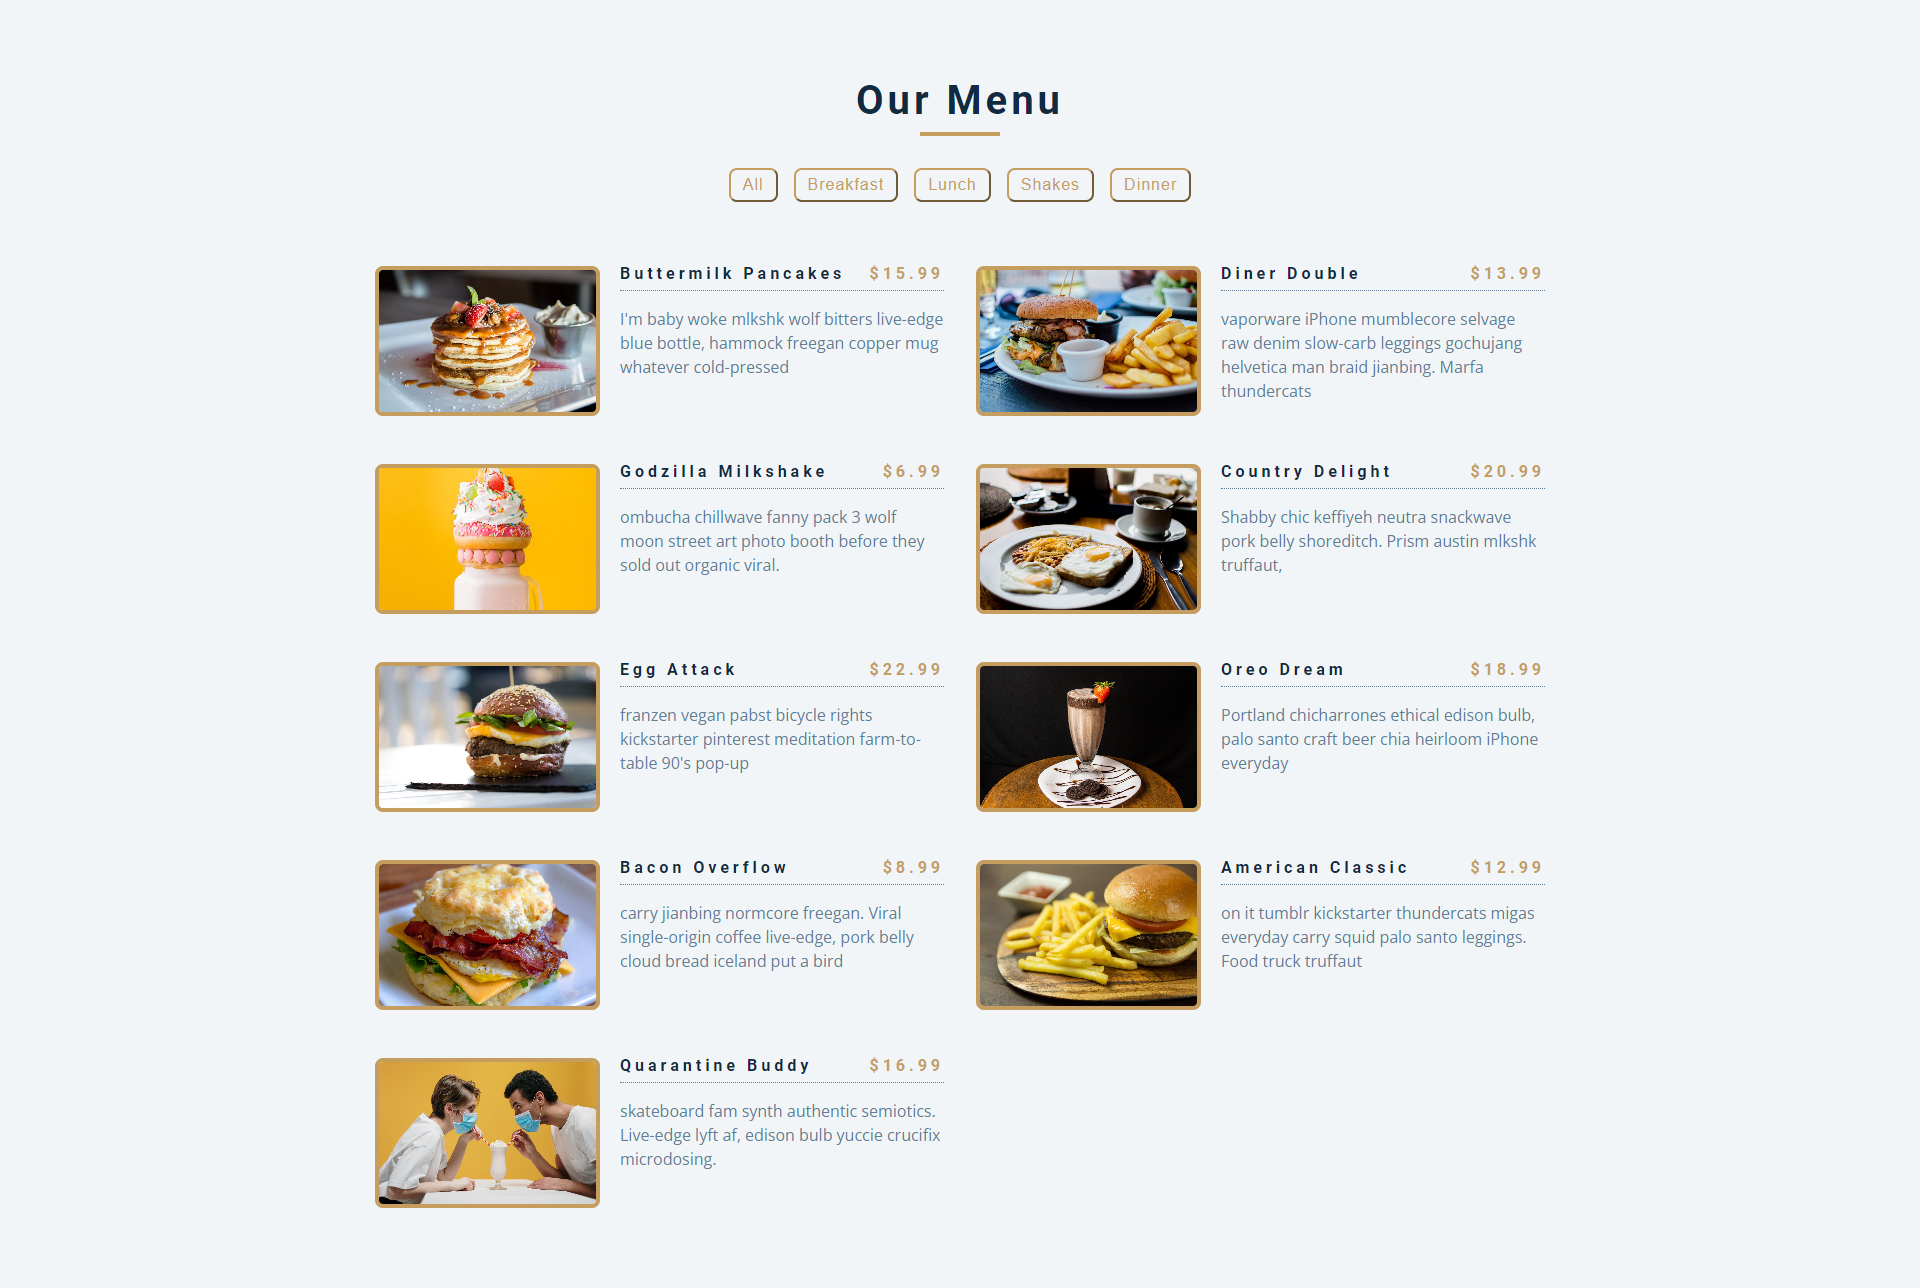 Our Menu
All
Breakfast
Lunch
Shakes
Dinner
Buttermilk Pancakes $15.99
I'm baby woke mlkshk wolf bitters live-edge
blue bottle, hammock freegan copper mug
whatever cold-pressed
Diner Double $13.99
vaporware iPhone mumblecore selvage
raw denim slow-carb leggings gochujang
helvetica man braid jianbing. Marfa
thundercats
Godzilla Milkshake $6.99
ombucha chillwave fanny pack 3 wolf
moon street art photo booth before they
sold out organic viral.
Country Delight $20.99
Shabby chic keffiyeh neutra snackwave
pork belly shoreditch. Prism austin mlkshk
truffaut,
Egg Attack $22.99
franzen vegan pabst bicycle rights
kickstarter pinterest meditation farm-to-
table 90's pop-up
Oreo Dream $18.99
Portland chicharrones ethical edison bulb,
palo santo craft beer chia heirloom iPhone
everyday
Bacon Overflow $8.99
carry jianbing normcore freegan. Viral
single-origin coffee live-edge, pork belly
cloud bread iceland put a bird
American Classic $12.99
on it tumblr kickstarter thundercats migas
everyday carry squid palo santo leggings.
Food truck truffaut
Quarantine Buddy $16.99
skateboard fam synth authentic semiotics.
Live-edge lyft af, edison bulb yuccie crucifix
microdosing.